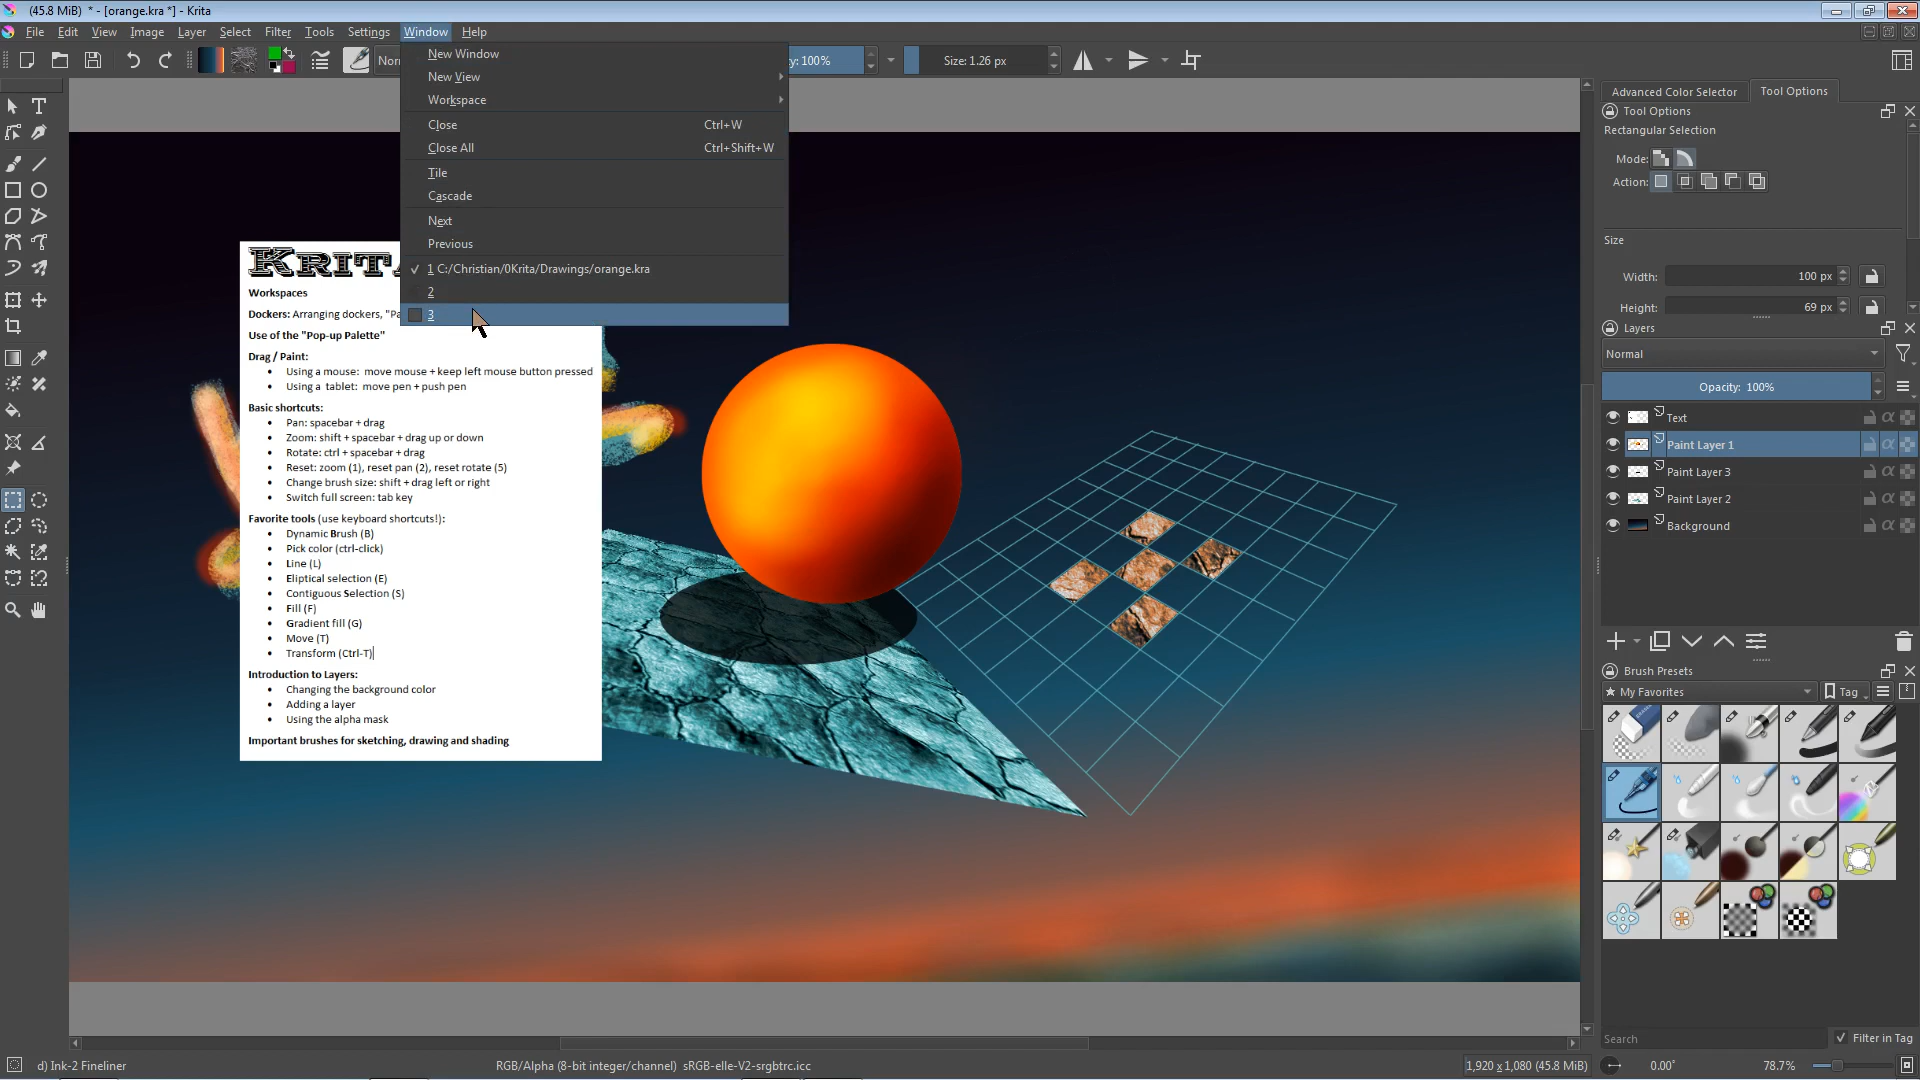 (45.8 MiB) * - [orange.kra *] - Krita
File Edit View Image Layer Select Filter Tools Settings Window Help
Nor
y: 100%
Size: 1.26 px
New Window
New View
Workspace
Close Ctrl+W
Close All Ctrl+Shift+W
Tile
Cascade
Next
Previous
1 C:/Christian/0Krita/Drawings/orange.kra
2
3
KRITA
Workspaces
Dockers: Arranging dockers, "Pa
Use of the "Pop-up Palette"
Drag / Paint:
• Using a mouse: move mouse + keep left mouse button pressed
• Using a tablet: move pen + push pen
Basic shortcuts:
• Pan: spacebar + drag
• Zoom: shift + spacebar + drag up or down
• Rotate: ctrl + spacebar + drag
• Reset: zoom (1), reset pan (2), reset rotate (5)
• Change brush size: shift + drag left or right
• Switch full screen: tab key
Favorite tools (use keyboard shortcuts!):
• Dynamic Brush (B)
• Pick color (ctrl-click)
• Line (L)
• Eliptical selection (E)
• Contiguous Selection (S)
• Fill (F)
• Gradient fill (G)
• Move (T)
• Transform (Ctrl-T)
Introduction to Layers:
• Changing the background color
• Adding a layer
• Using the alpha mask
Important brushes for sketching, drawing and shading
Advanced Color Selector Tool Options
Tool Options
Rectangular Selection
Mode:
Action:
Size
Width: 100 px
Height: 69 px
Layers
Normal
Opacity: 100%
Text
Paint Layer 1
Paint Layer 3
Paint Layer 2
Background
Brush Presets
★ My Favorites Tag
Search Filter in Tag
d) Ink-2 Fineliner
RGB/Alpha (8-bit integer/channel) sRGB-elle-V2-srgbtrc.icc
1,920 x 1,080 (45.8 MiB)
0.00°
78.7%